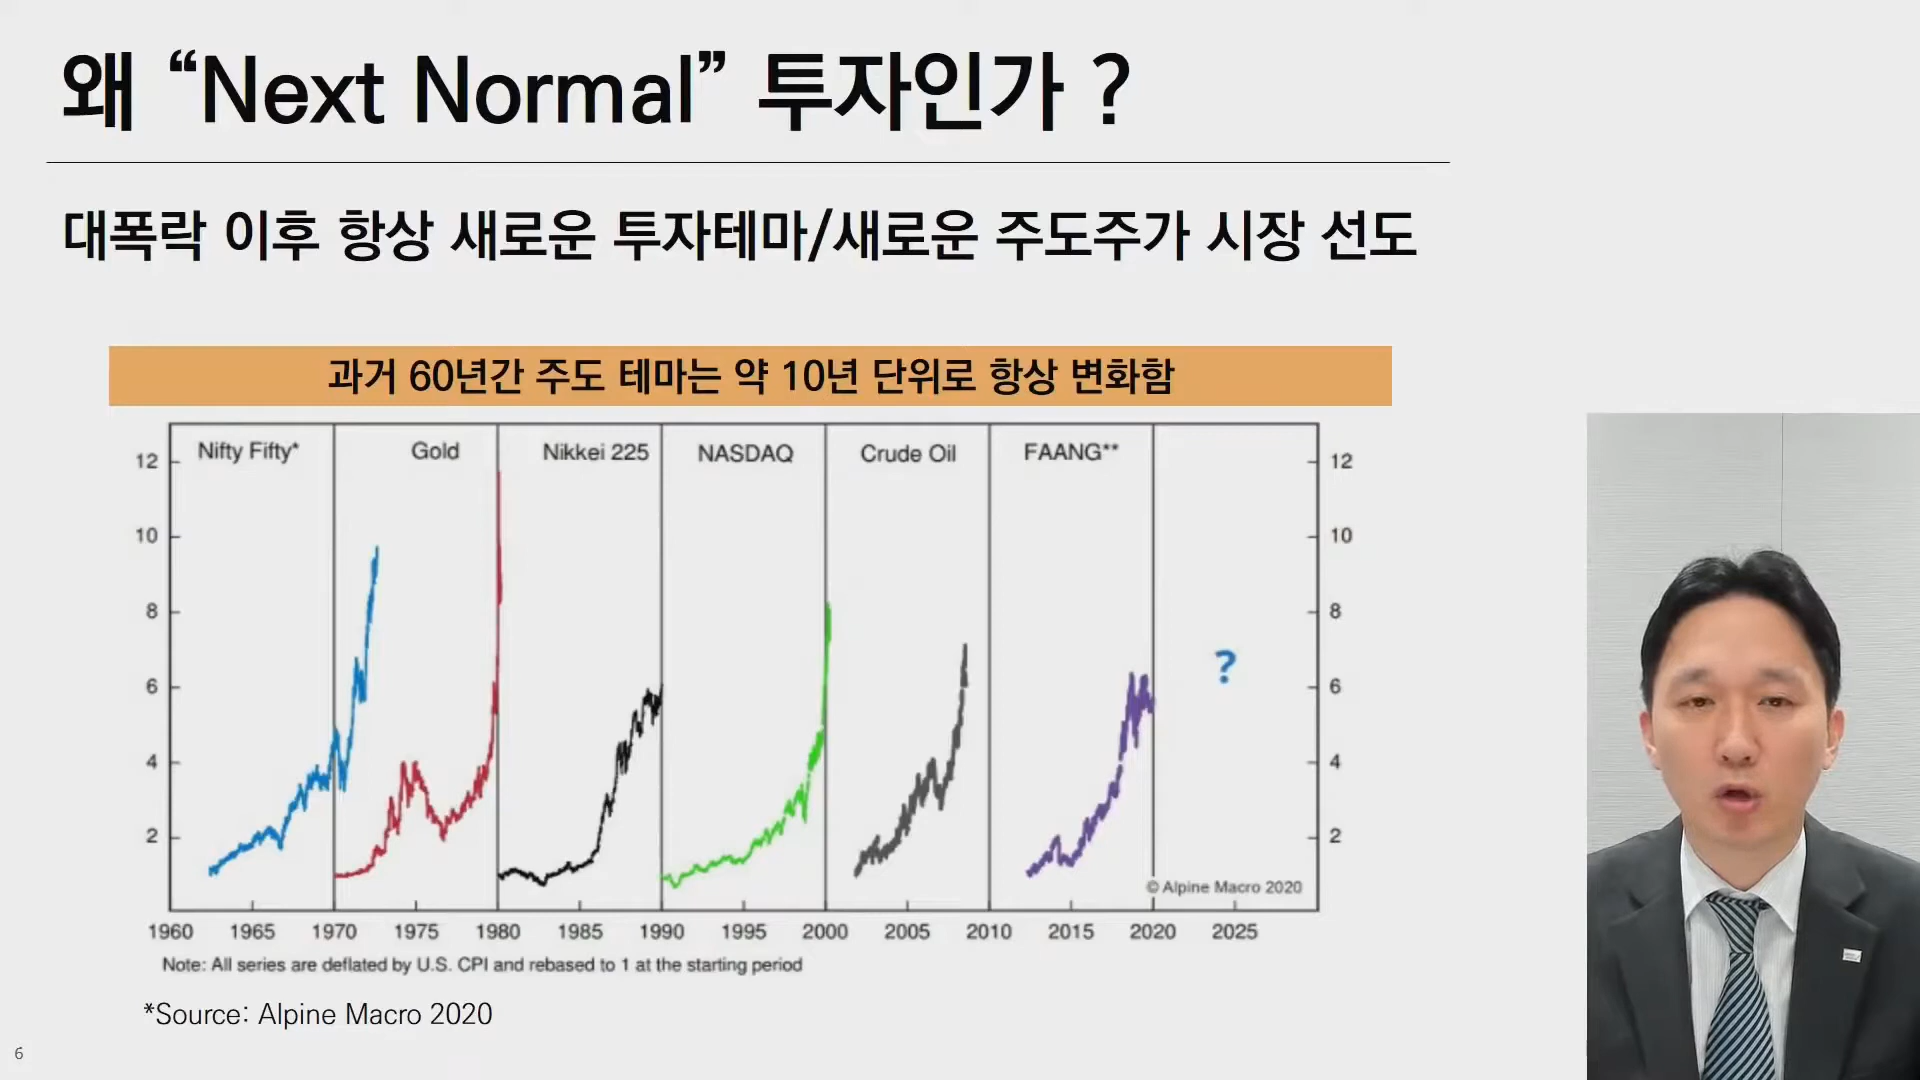 왜 “Next Normal” 투자인가 ?
대폭락 이후 항상 새로운 투자테마/새로운 주도주가 시장 선도
과거 60년간 주도 테마는 약 10년 단위로 항상 변화함
Nifty Fifty* Gold Nikkei 225 NASDAQ Crude Oil FAANG**
12 12
10 10
8 8
6 ? 6
4 4
2 2
© Alpine Macro 2020
1960 1965 1970 1975 1980 1985 1990 1995 2000 2005 2010 2015 2020 2025
Note: All series are deflated by U.S. CPI and rebased to 1 at the starting period
*Source: Alpine Macro 2020
6